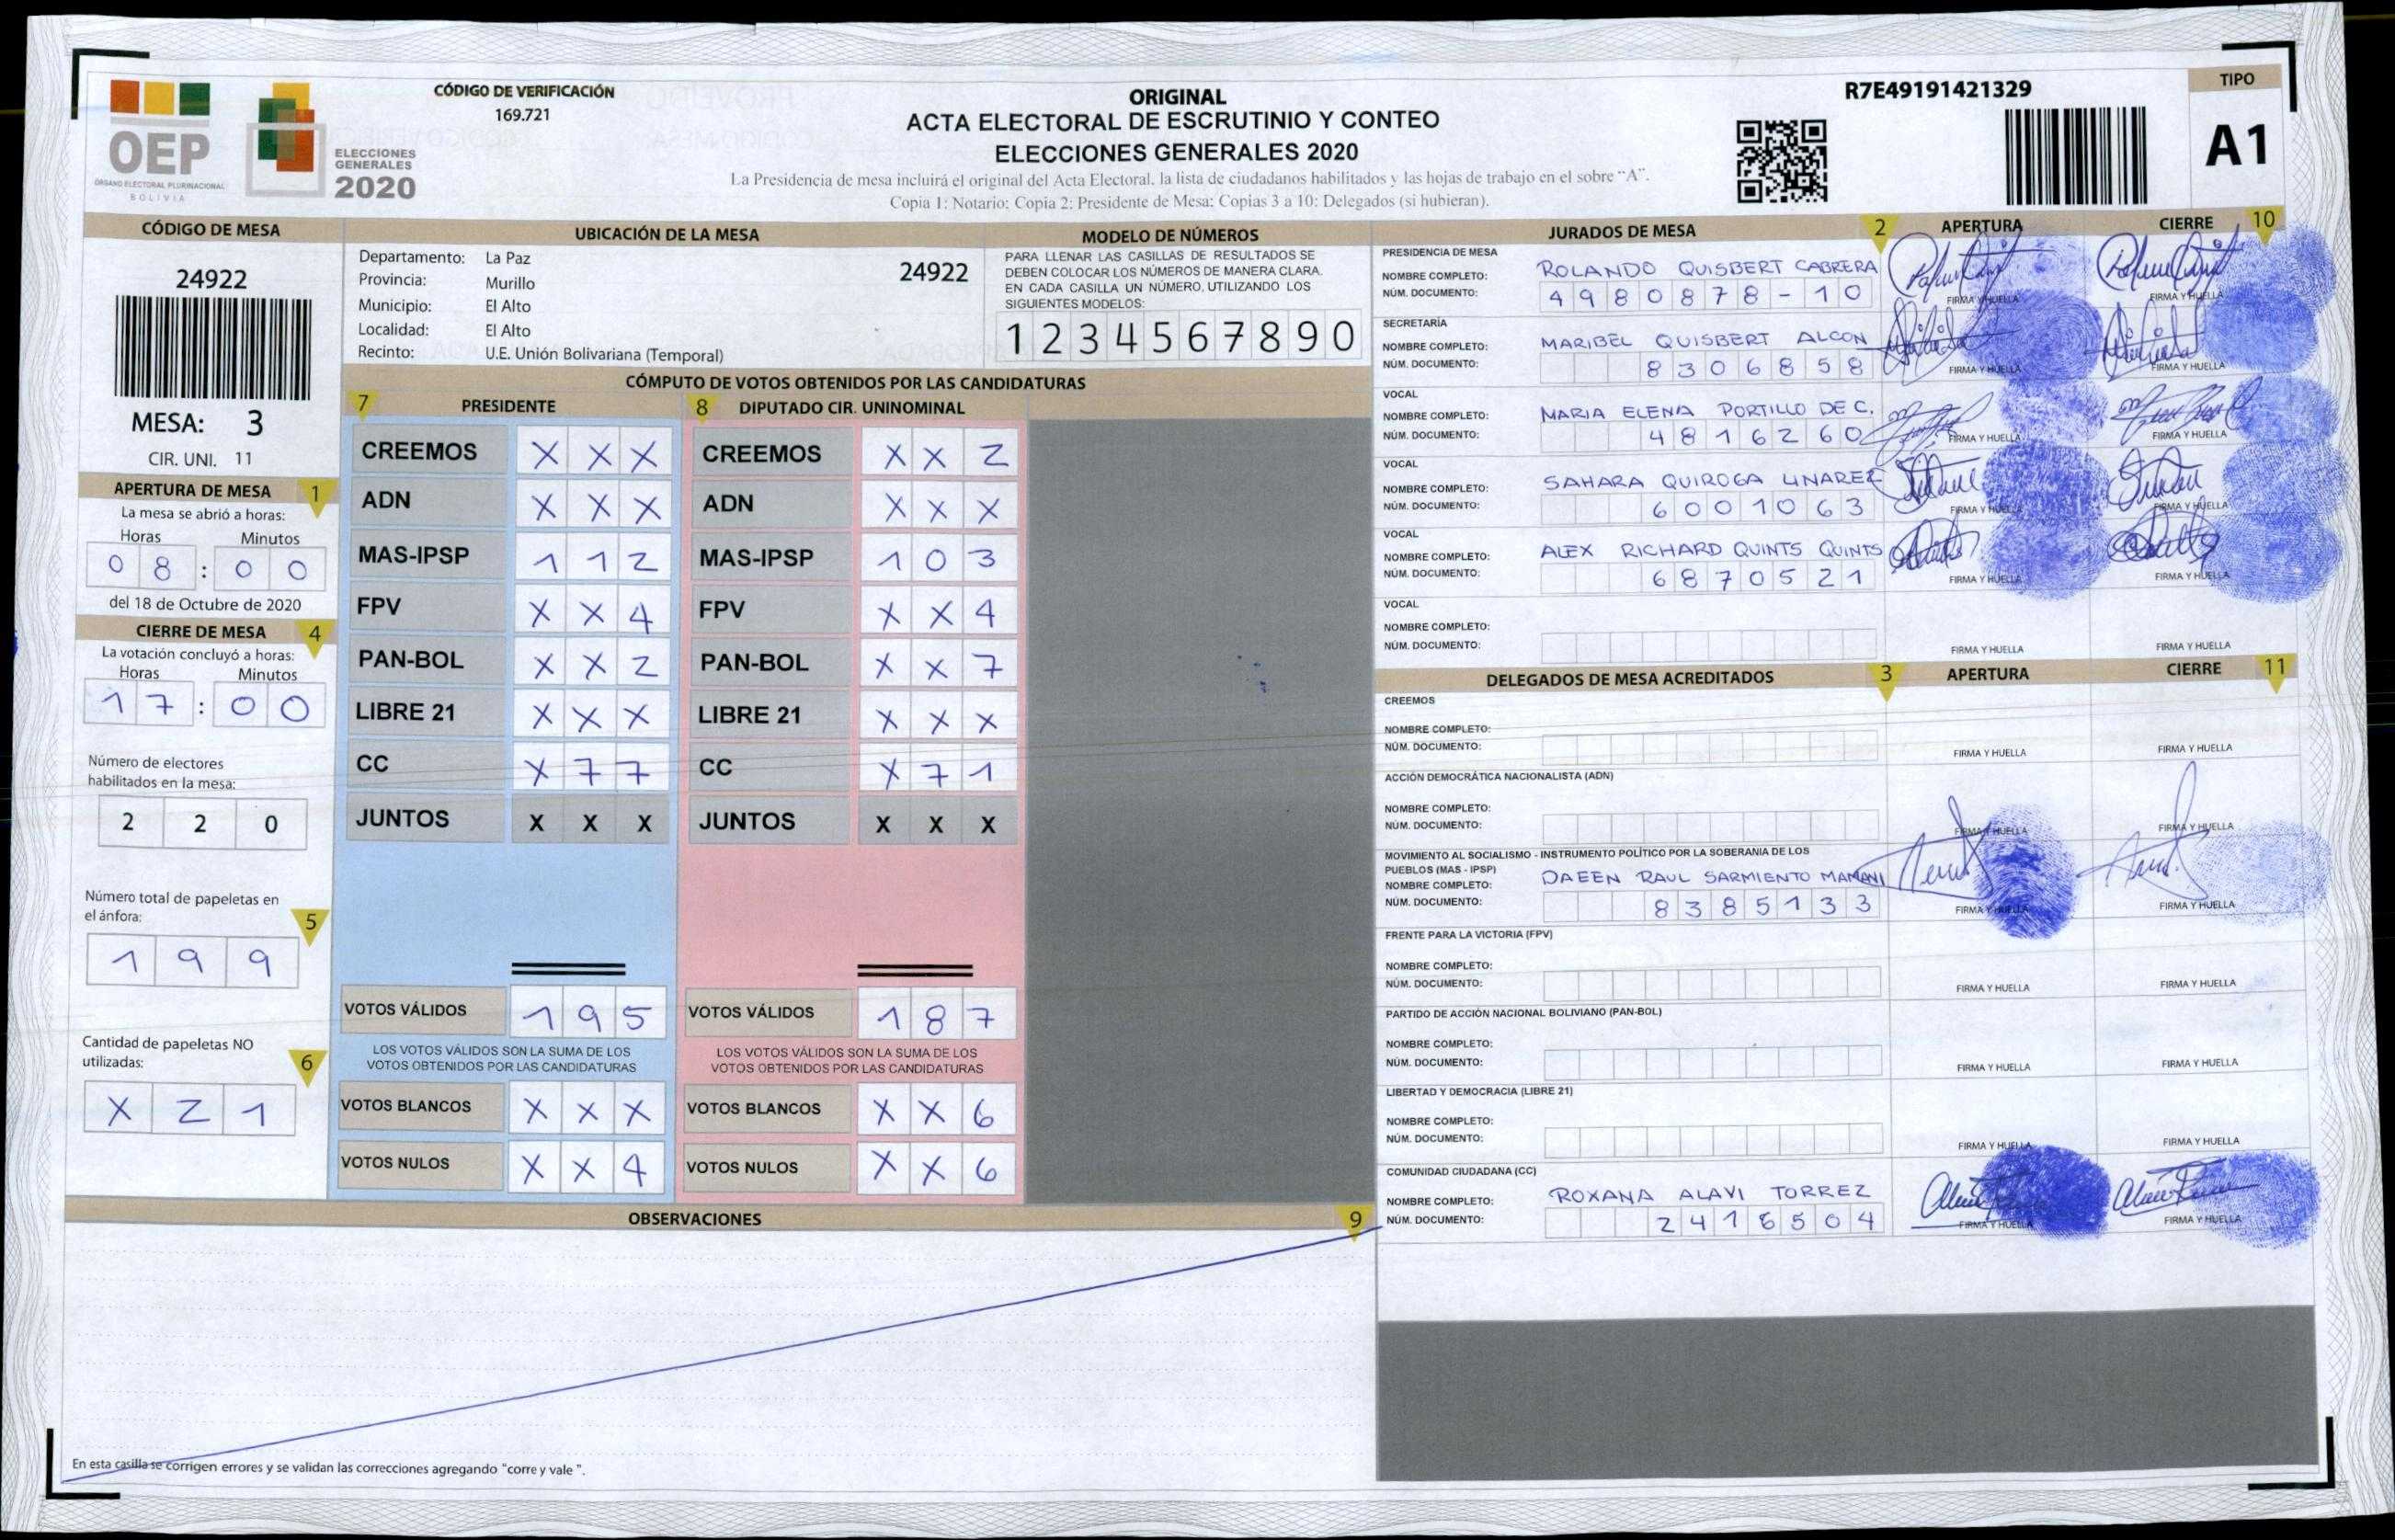 OEP
ÓRGANO ELECTORAL PLURINACIONAL
BOLIVIA
ELECCIONES
GENERALES
2020
CÓDIGO DE VERIFICACIÓN
169.721
ORIGINAL
ACTA ELECTORAL DE ESCRUTINIO Y CONTEO
ELECCIONES GENERALES 2020
La Presidencia de mesa incluirá el original del Acta Electoral, la lista de ciudadanos habilitados y las hojas de trabajo en el sobre "A".
Copia 1: Notario; Copia 2: Presidente de Mesa; Copias 3 a 10: Delegados (si hubieran).
R7E49191421329
TIPO
A1
CÓDIGO DE MESA
24922
MESA: 3
CIR. UNI. 11
APERTURA DE MESA 1
La mesa se abrió a horas:
Horas Minutos
08:00
del 18 de Octubre de 2020
CIERRE DE MESA 4
La votación concluyó a horas:
Horas Minutos
17:00
Número de electores
habilitados en la mesa:
2 2 0
Número total de papeletas en
el ánfora: 5
1 9 9
Cantidad de papeletas NO
utilizadas: 6
X 2 1
UBICACIÓN DE LA MESA
Departamento: La Paz
24922
Provincia: Murillo
Municipio: El Alto
Localidad: El Alto
Recinto: U.E. Unión Bolivariana (Temporal)
MODELO DE NÚMEROS
PARA LLENAR LAS CASILLAS DE RESULTADOS SE
DEBEN COLOCAR LOS NÚMEROS DE MANERA CLARA.
EN CADA CASILLA UN NÚMERO, UTILIZANDO LOS
SIGUIENTES MODELOS:
1 2 3 4 5 6 7 8 9 0
CÓMPUTO DE VOTOS OBTENIDOS POR LAS CANDIDATURAS
7 PRESIDENTE
CREEMOS X X X
ADN X X X
MAS-IPSP 1 1 2
FPV X X 4
PAN-BOL X X 2
LIBRE 21 X X X
CC X 7 7
JUNTOS X X X
VOTOS VÁLIDOS 1 9 5
LOS VOTOS VÁLIDOS SON LA SUMA DE LOS
VOTOS OBTENIDOS POR LAS CANDIDATURAS
VOTOS BLANCOS X X X
VOTOS NULOS X X 4
8 DIPUTADO CIR. UNINOMINAL
CREEMOS X X 2
ADN X X X
MAS-IPSP 1 0 3
FPV X X 4
PAN-BOL X X 7
LIBRE 21 X X X
CC X 7 1
JUNTOS X X X
VOTOS VÁLIDOS 1 8 7
LOS VOTOS VÁLIDOS SON LA SUMA DE LOS
VOTOS OBTENIDOS POR LAS CANDIDATURAS
VOTOS BLANCOS X X 6
VOTOS NULOS X X 6
OBSERVACIONES 9
En esta casilla se corrigen errores y se validan las correcciones agregando "corre y vale ".
JURADOS DE MESA 2 APERTURA CIERRE 10
PRESIDENCIA DE MESA
NOMBRE COMPLETO: ROLANDO QUISBERT CABRERA
NÚM. DOCUMENTO: 4980878-10
FIRMA Y HUELLA FIRMA Y HUELLA
SECRETARÍA
NOMBRE COMPLETO: MARIBEL QUISBERT ALCON
NÚM. DOCUMENTO: 8306858
FIRMA Y HUELLA FIRMA Y HUELLA
VOCAL
NOMBRE COMPLETO: MARIA ELENA PORTILLO DE C.
NÚM. DOCUMENTO: 4816260
FIRMA Y HUELLA FIRMA Y HUELLA
VOCAL
NOMBRE COMPLETO: SAHARA QUIROGA LINAREZ
NÚM. DOCUMENTO: 6001063
FIRMA Y HUELLA FIRMA Y HUELLA
VOCAL
NOMBRE COMPLETO: ALEX RICHARD QUINTS QUINTS
NÚM. DOCUMENTO: 6870521
FIRMA Y HUELLA FIRMA Y HUELLA
VOCAL
NOMBRE COMPLETO:
NÚM. DOCUMENTO:
FIRMA Y HUELLA FIRMA Y HUELLA
DELEGADOS DE MESA ACREDITADOS 3 APERTURA CIERRE 11
CREEMOS
NOMBRE COMPLETO:
NÚM. DOCUMENTO:
FIRMA Y HUELLA FIRMA Y HUELLA
ACCIÓN DEMOCRÁTICA NACIONALISTA (ADN)
NOMBRE COMPLETO:
NÚM. DOCUMENTO:
FIRMA Y HUELLA FIRMA Y HUELLA
MOVIMIENTO AL SOCIALISMO - INSTRUMENTO POLÍTICO POR LA SOBERANIA DE LOS
PUEBLOS (MAS - IPSP)
NOMBRE COMPLETO: DAEEN RAUL SARMIENTO MAMANI
NÚM. DOCUMENTO: 8385133
FIRMA Y HUELLA FIRMA Y HUELLA
FRENTE PARA LA VICTORIA (FPV)
NOMBRE COMPLETO:
NÚM. DOCUMENTO:
FIRMA Y HUELLA FIRMA Y HUELLA
PARTIDO DE ACCIÓN NACIONAL BOLIVIANO (PAN-BOL)
NOMBRE COMPLETO:
NÚM. DOCUMENTO:
FIRMA Y HUELLA FIRMA Y HUELLA
LIBERTAD Y DEMOCRACIA (LIBRE 21)
NOMBRE COMPLETO:
NÚM. DOCUMENTO:
FIRMA Y HUELLA FIRMA Y HUELLA
COMUNIDAD CIUDADANA (CC)
NOMBRE COMPLETO: ROXANA ALAVI TORREZ
NÚM. DOCUMENTO: 2416504
FIRMA Y HUELLA FIRMA Y HUELLA